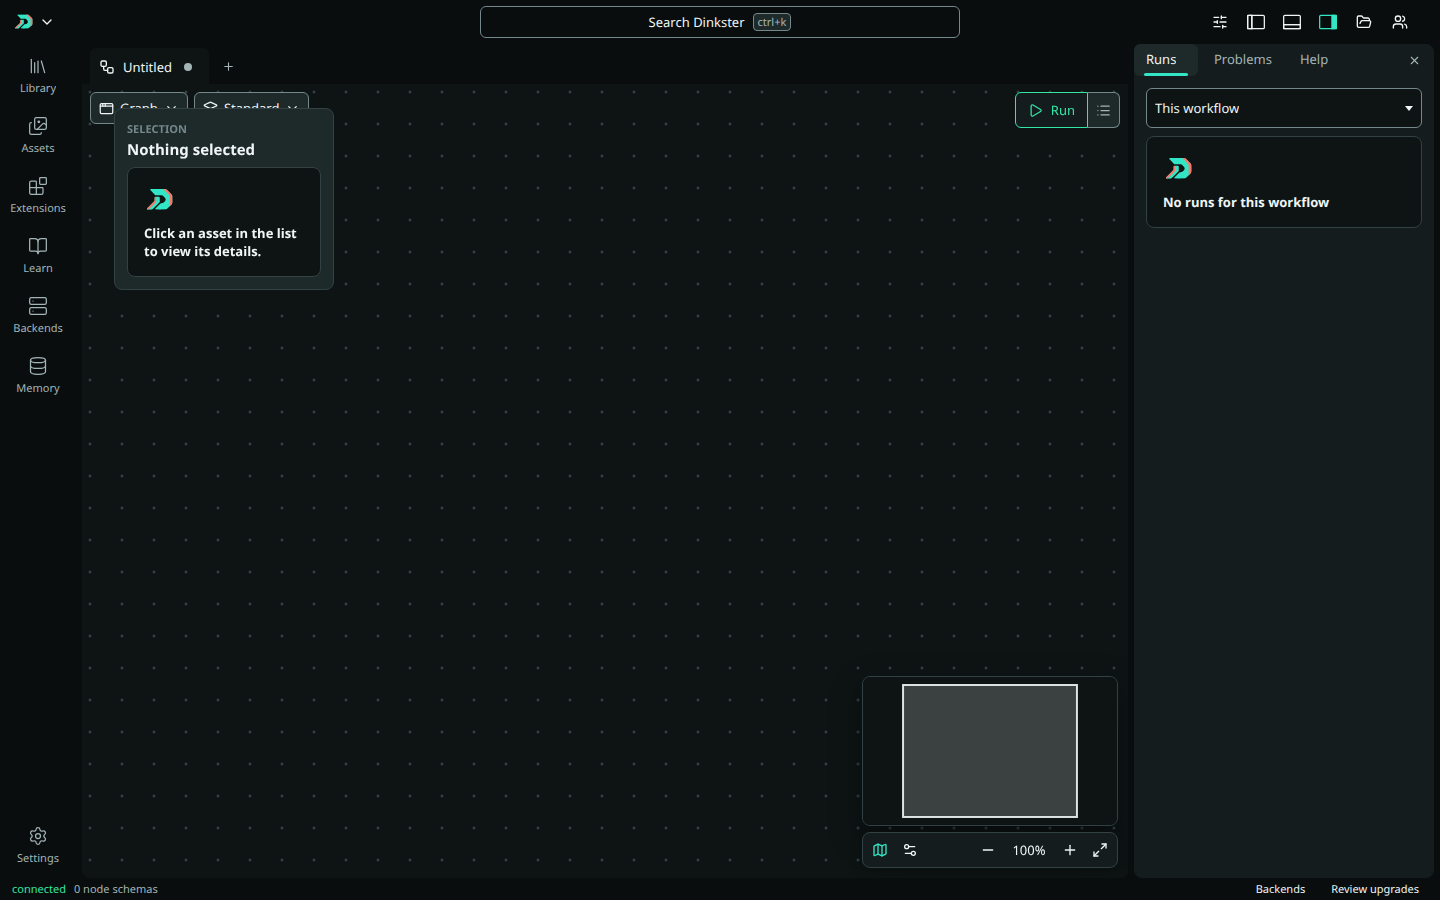 Search Dinkster ctrl+k
Library
Assets
Extensions
Learn
Backends
Memory
Settings
Untitled
Graph
Standard
SELECTION
Nothing selected
Click an asset in the list
to view its details.
Run
100%
Runs
Problems
Help
This workflow
No runs for this workflow
connected
0 node schemas
Backends
Review upgrades